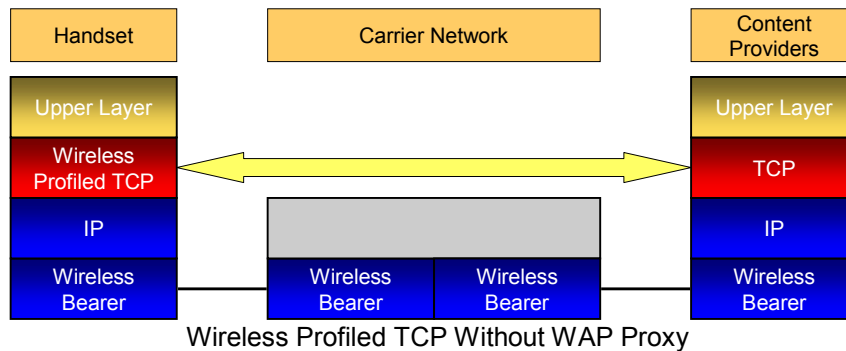 Handset
Carrier Network
Content
Providers
Upper Layer
Upper Layer
Wireless
Profiled TCP
TCP
IP
IP
Wireless
Bearer
Wireless
Bearer
Wireless
Bearer
Wireless
Bearer
Wireless Profiled TCP Without WAP Proxy